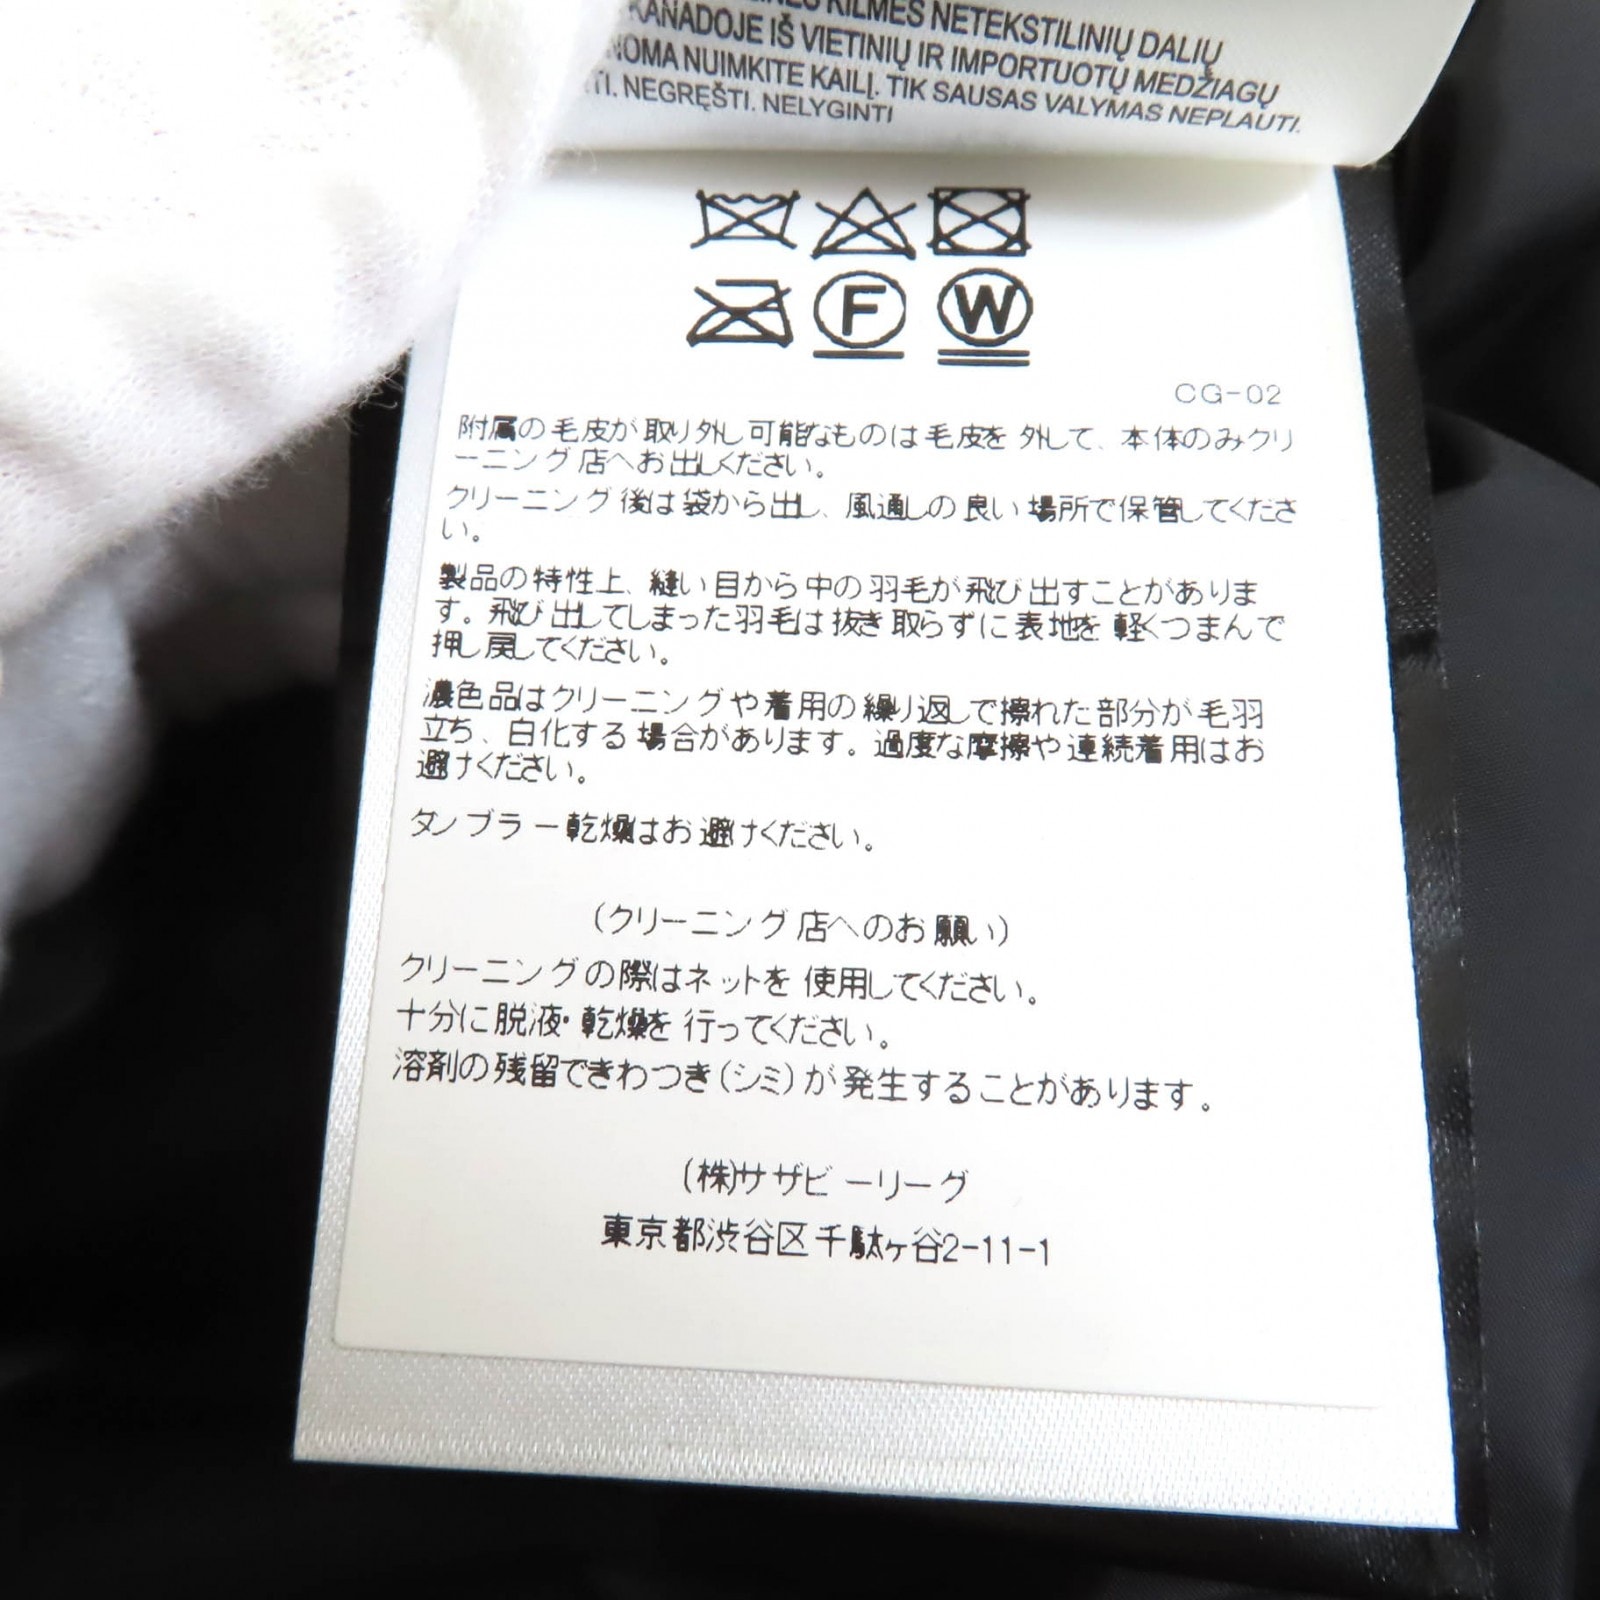 KILMĖS NETEKSTILINIŲ DALIŲ
KANADOJE IŠ VIETINIŲ IR IMPORTUOTŲ MEDŽIAGŲ
NUIMKITE KAILĮ. TIK SAUSAS VALYMAS NEPLAUTI.
NEGRĘŠTI. NELYGINTI
F W
CG-02
附属の毛皮が取り外し可能なものは毛皮を外して、本体のみクリ
ーニング店へお出しください。
クリーニング後は袋から出し、風通しの良い場所で保管してくださ
い。
製品の特性上、縫い目から中の羽毛が飛び出すことがありま
す。飛び出してしまった羽毛は抜き取らずに表地を軽くつまんで
押し戻してください。
濃色品はクリーニングや着用の繰り返しで擦れた部分が毛羽
立ち、白化する場合があります。過度な摩擦や連続着用はお
避けください。
タンブラー乾燥はお避けください。
(クリーニング店へのお願い)
クリーニングの際はネットを使用してください。
十分に脱液・乾燥を行ってください。
溶剤の残留できわつき(シミ)が発生することがあります。
(株)サザビーリーグ
東京都渋谷区千駄ヶ谷2-11-1